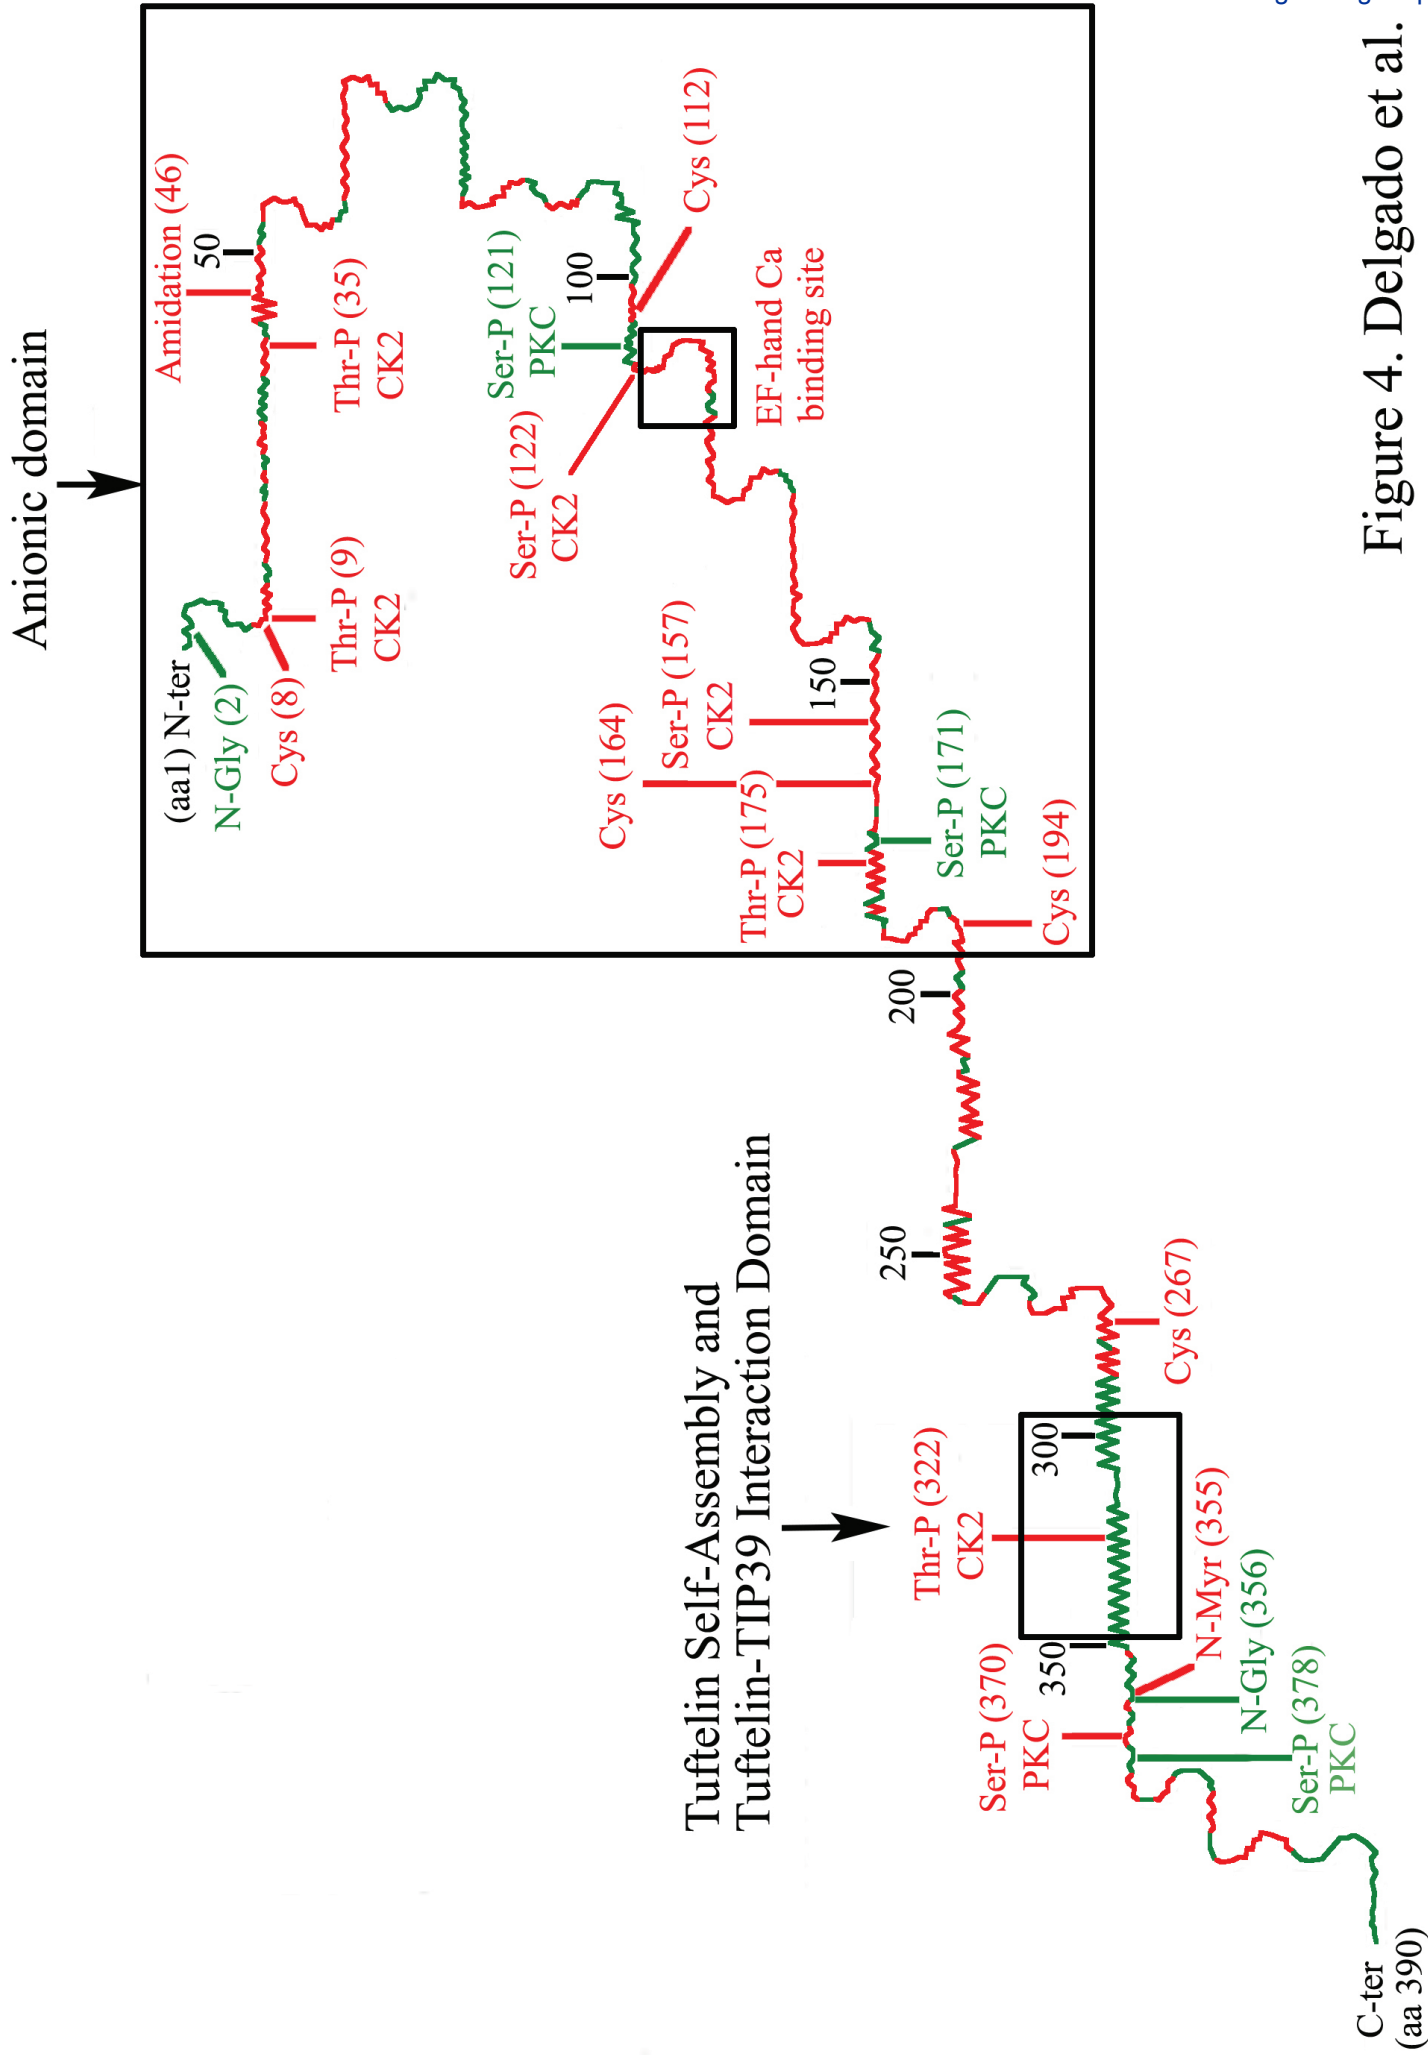 Anionic domain
(aa1) N-ter
N-Gly (2)
Cys (8)
Thr-P (9)
CK2
Thr-P (35)
CK2
Amidation (46)
50
100
Cys (112)
Ser-P (121)
PKC
Ser-P (122)
CK2
EF-hand Ca
binding site
150
Ser-P (157)
CK2
Cys (164)
Ser-P (171)
PKC
Thr-P (175)
CK2
Cys (194)
200
250
Cys (267)
Tuftelin Self-Assembly and
Tuftelin-TIP39 Interaction Domain
300
Thr-P (322)
CK2
350
N-Myr (355)
N-Gly (356)
Ser-P (370)
PKC
Ser-P (378)
PKC
C-ter
(aa 390)
Figure 4. Delgado et al.